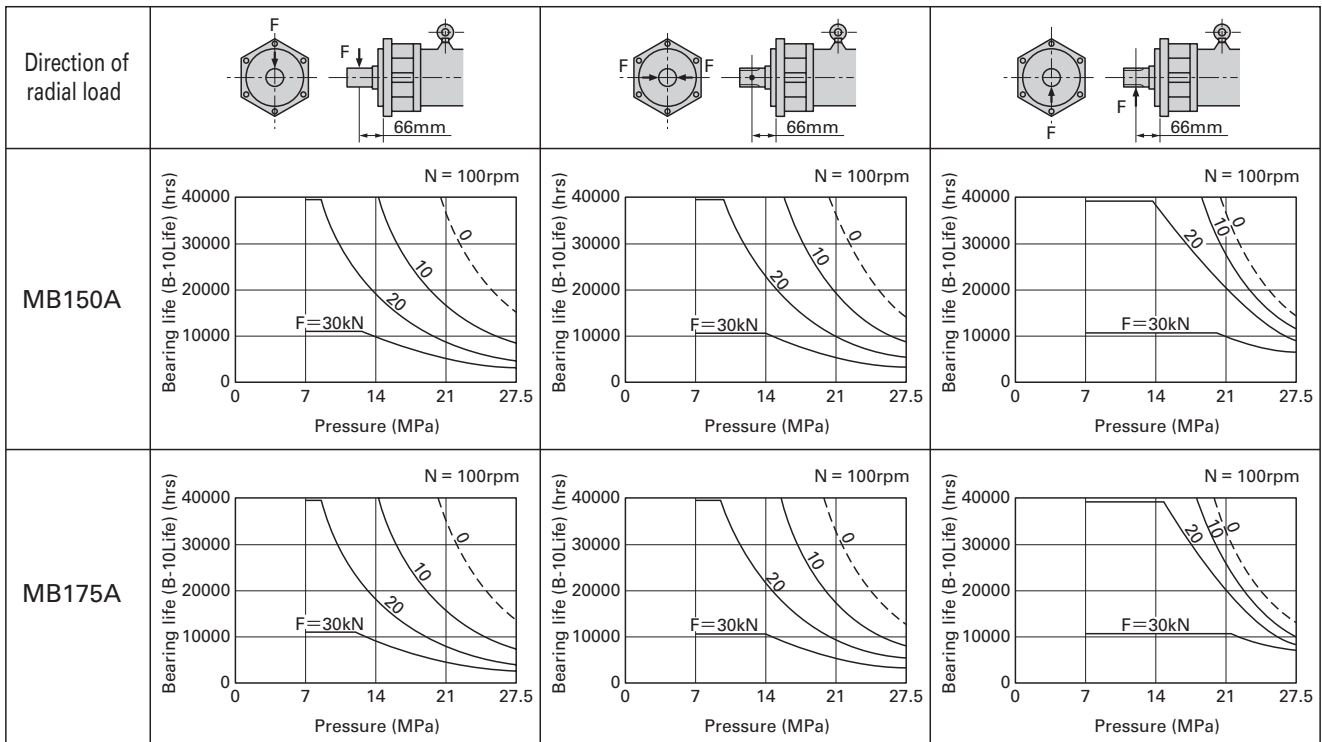 Direction of
radial load
F
F
66mm
F
F
66mm
F
F
66mm
MB150A
N = 100rpm
Bearing life (B-10Life) (hrs)
40000
30000
20000
10000
0
0
10
20
F=30kN
0
7
14
21
27.5
Pressure (MPa)
N = 100rpm
Bearing life (B-10Life) (hrs)
40000
30000
20000
10000
0
0
10
20
F=30kN
0
7
14
21
27.5
Pressure (MPa)
N = 100rpm
Bearing life (B-10Life) (hrs)
40000
30000
20000
10000
0
0
10
20
F=30kN
0
7
14
21
27.5
Pressure (MPa)
MB175A
N = 100rpm
Bearing life (B-10Life) (hrs)
40000
30000
20000
10000
0
0
10
20
F=30kN
0
7
14
21
27.5
Pressure (MPa)
N = 100rpm
Bearing life (B-10Life) (hrs)
40000
30000
20000
10000
0
0
10
20
F=30kN
0
7
14
21
27.5
Pressure (MPa)
N = 100rpm
Bearing life (B-10Life) (hrs)
40000
30000
20000
10000
0
0
10
20
F=30kN
0
7
14
21
27.5
Pressure (MPa)